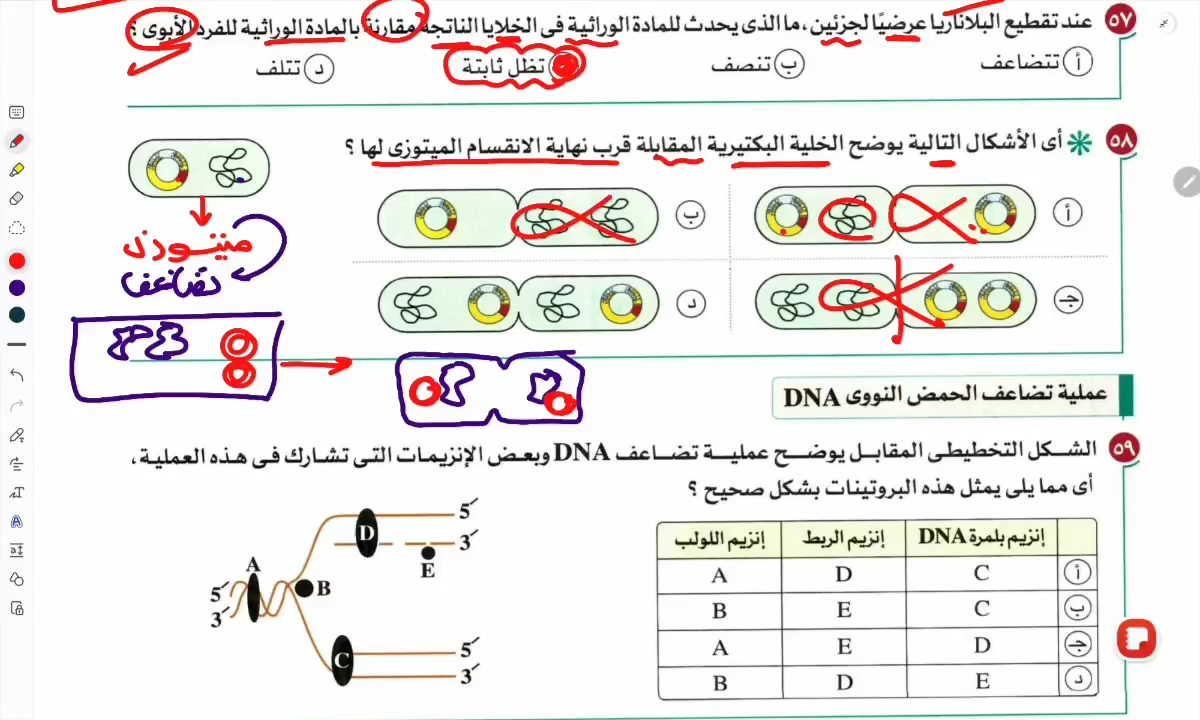 ٥٧ عند تقطيع البلاناريا عرضيًا لجزئين، ما الذى يحدث للمادة الوراثية فى الخلايا الناتجة مقارنة بالمادة الوراثية للفرد الأبوى ؟
أ تتضاعف ب تنصف تظل ثابتة د تتلف
٥٨ أى الأشكال التالية يوضح الخلية البكتيرية المقابلة قرب نهاية الانقسام الميتوزى لها ؟
أ
ب
جـ
د
ميتوزى
تضاعف
عملية تضاعف الحمض النووى DNA
٥٩ الشكل التخطيطى المقابل يوضح عملية تضاعف DNA وبعض الإنزيمات التى تشارك فى هذه العملية،
أى مما يلى يمثل هذه البروتينات بشكل صحيح ؟
إنزيم بلمرة DNA إنزيم الربط إنزيم اللولب
أ C D A
ب C E B
جـ D E A
د E D B
5´
D
3´
E
A
B
5´
3´
5´
C
3´